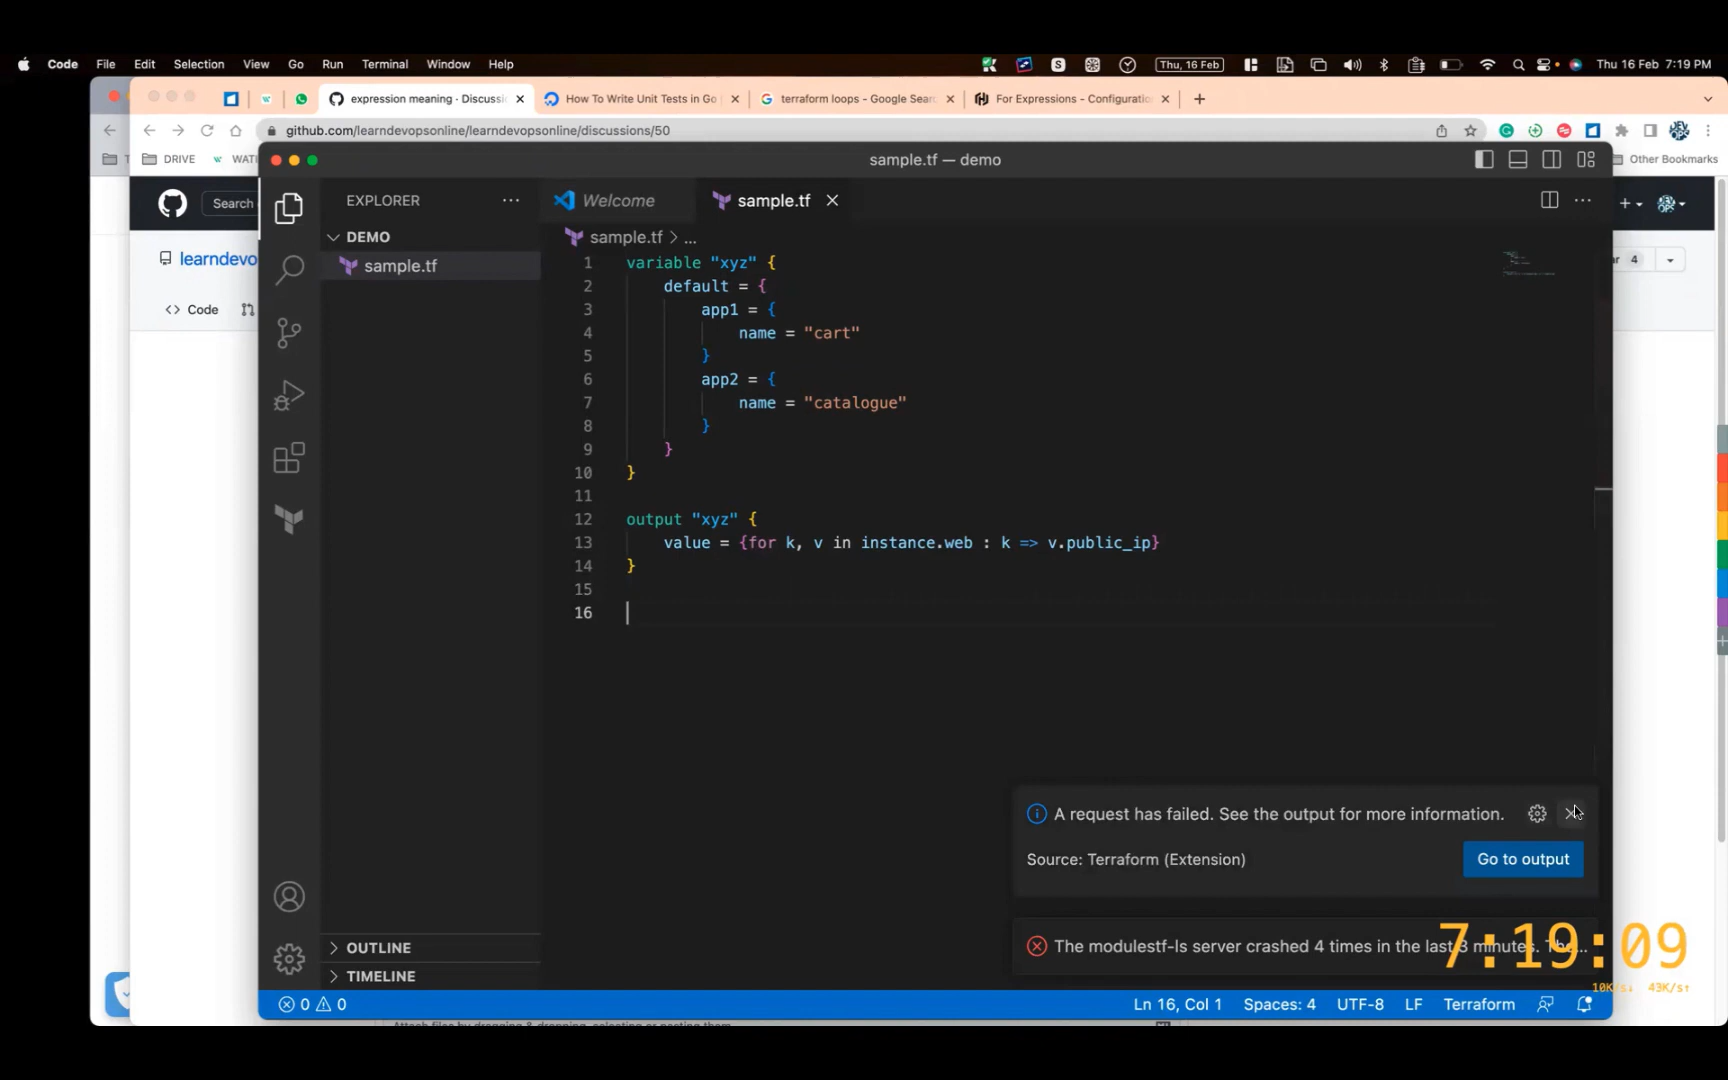 Code File Edit Selection View Go Run Terminal Window Help
Thu, 16 Feb
Thu 16 Feb 7:19 PM
expression meaning · Discussi
How To Write Unit Tests in Go
terraform loops - Google Sear
For Expressions - Configuratio
github.com/learndevopsonline/learndevopsonline/discussions/50
DRIVE
WATI
Other Bookmarks
Search
learndevo
Code
4
sample.tf — demo
EXPLORER
DEMO
sample.tf
Welcome
sample.tf
sample.tf > ...
1 variable "xyz" {
2 default = {
3 app1 = {
4 name = "cart"
5 }
6 app2 = {
7 name = "catalogue"
8 }
9 }
10 }
11
12 output "xyz" {
13 value = {for k, v in instance.web : k => v.public_ip}
14 }
15
16
A request has failed. See the output for more information.
Source: Terraform (Extension)
Go to output
The modulestf-ls server crashed 4 times in the last 3 minutes.
7:19:09
10K/s↓ 43K/s↑
OUTLINE
TIMELINE
0 0
Ln 16, Col 1 Spaces: 4 UTF-8 LF Terraform